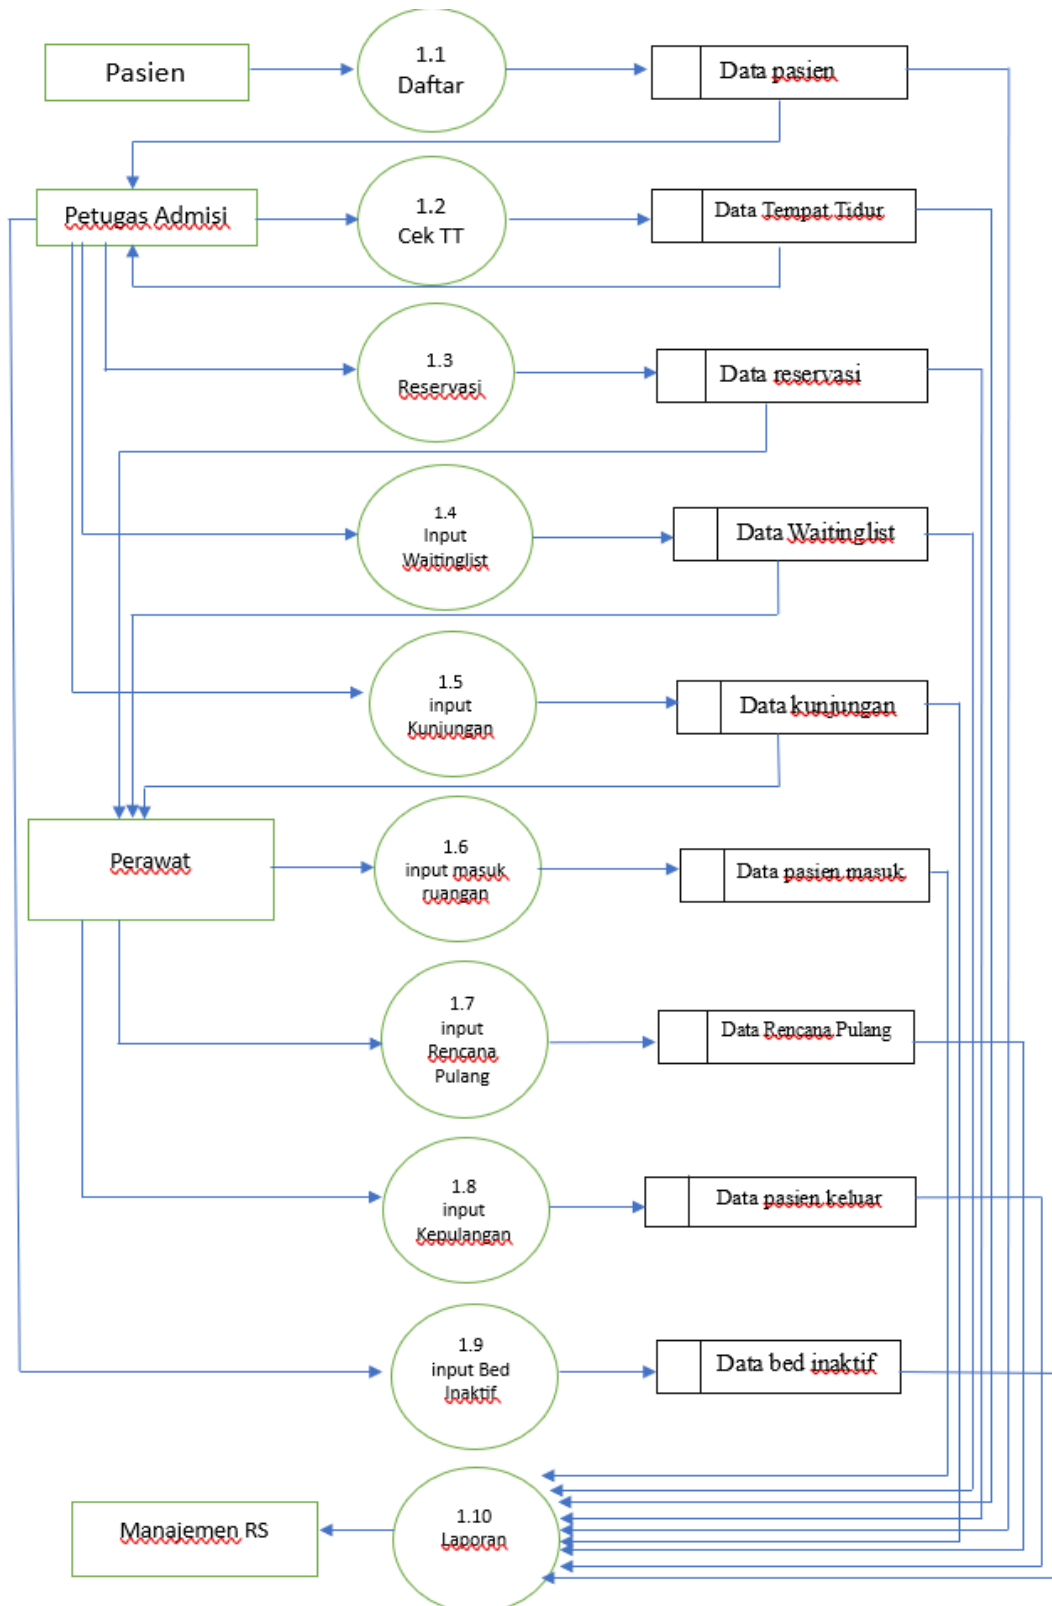 Pasien
1.1
Daftar
Data pasien
Petugas Admisi
1.2
Cek TT
Data Tempat Tidur
1.3
Reservasi
Data reservasi
1.4
Input
Waitinglist
Data Waitinglist
1.5
input
Kunjungan
Data kunjungan
Perawat
1.6
input masuk
ruangan
Data pasien masuk
1.7
input
Rencana
Pulang
Data Rencana Pulang
1.8
input
Kepulangan
Data pasien keluar
1.9
input Bed
Inaktif
Data bed inaktif
Manajemen RS
1.10
Laporan